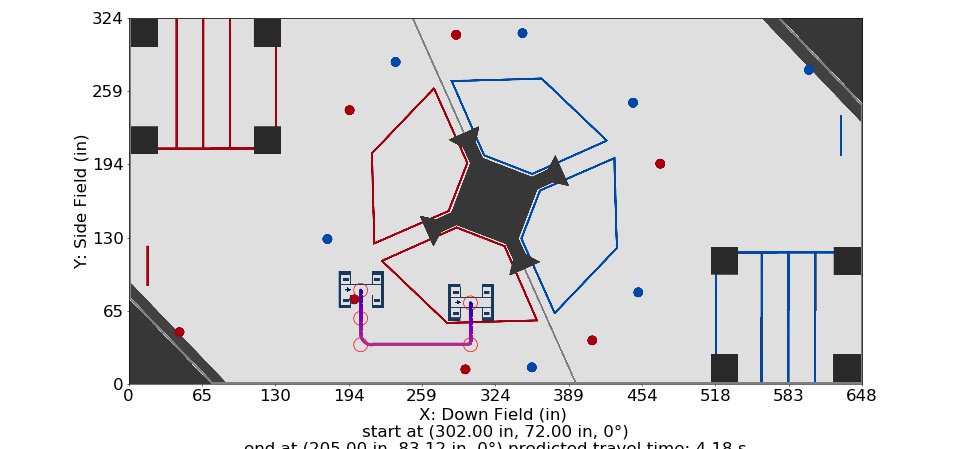 324
259
194
130
65
0
Y: Side Field (in)
0 65 130 194 259 324 389 454 518 583 648
X: Down Field (in)
start at (302.00 in, 72.00 in, 0°)
end at (205.00 in, 83.12 in, 0°) predicted travel time: 4.18 s